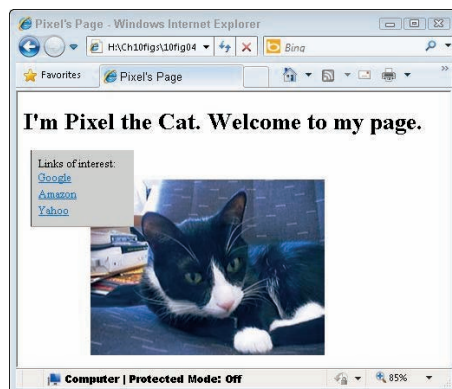 Pixel's Page - Windows Internet Explorer
H:\Ch10figs\10fig04
Bing
Favorites
Pixel's Page
»
I'm Pixel the Cat. Welcome to my page.
Links of interest:
Google
Amazon
Yahoo
Computer | Protected Mode: Off
85%